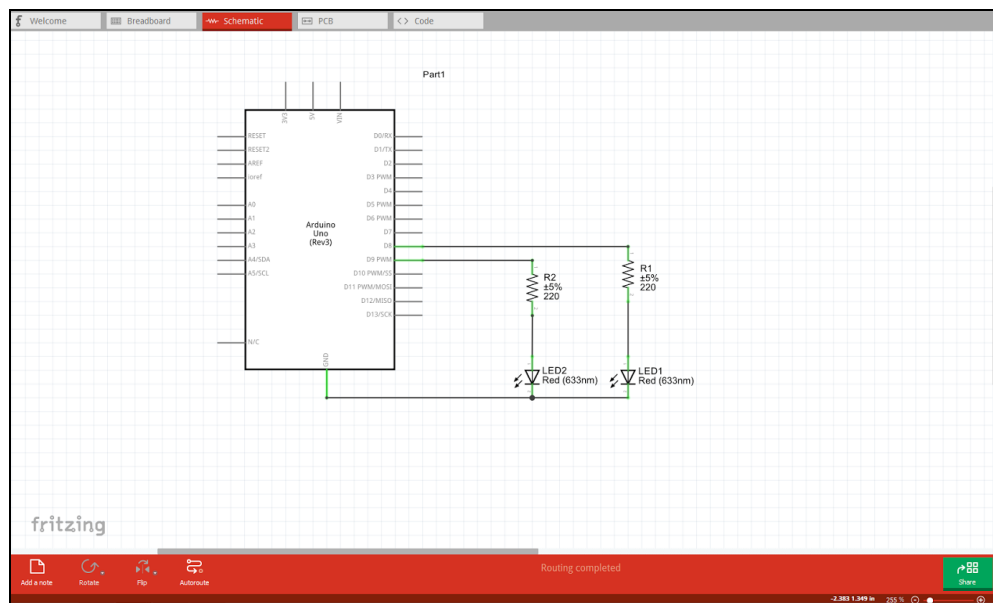 Welcome
Breadboard
Schematic
PCB
<> Code
Part1
3V3
5V
VIN
RESET
RESET2
AREF
ioref
A0
A1
A2
A3
A4/SDA
A5/SCL
N/C
Arduino
Uno
(Rev3)
D0/RX
D1/TX
D2
D3 PWM
D4
D5 PWM
D6 PWM
D7
D8
D9 PWM
D10 PWM/SS
D11 PWM/MOSI
D12/MISO
D13/SCK
GND
R2
±5%
220
R1
±5%
220
LED2
Red (633nm)
LED1
Red (633nm)
fritzing
Add a note
Rotate
Flip
Autoroute
Routing completed
Share
-2.383 1.349 in
255 %